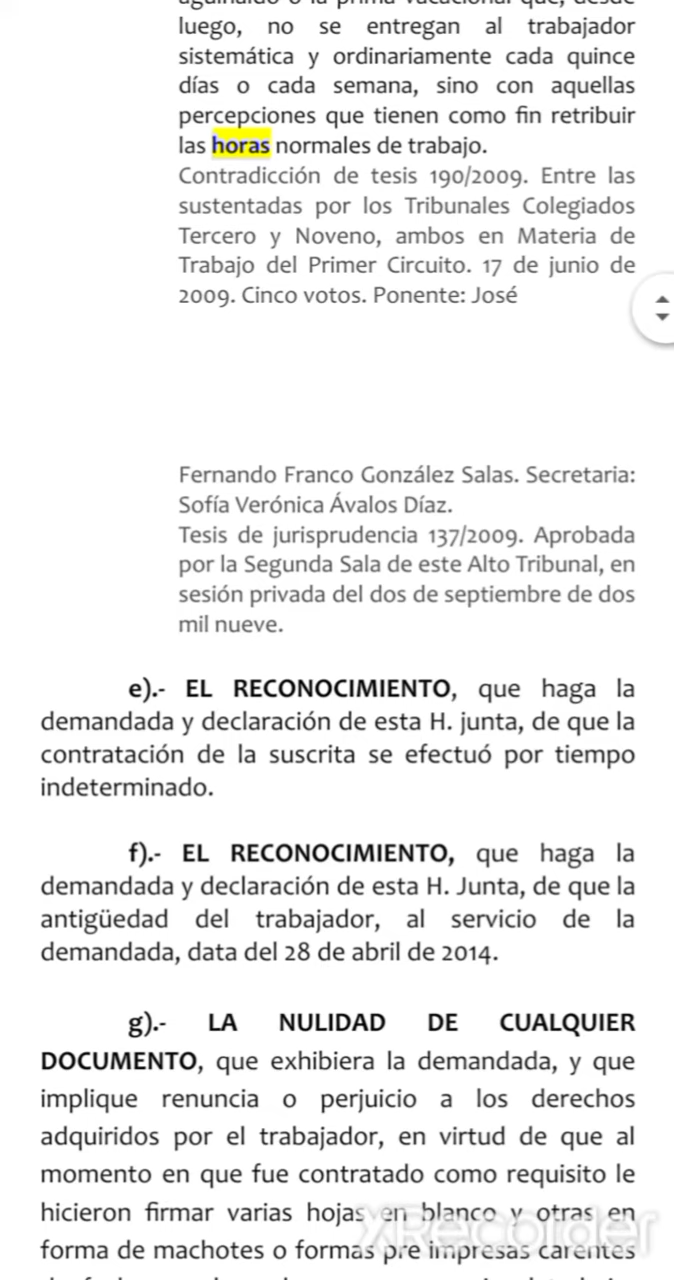 aguinaldo o la prima vacacional que, desde
luego, no se entregan al trabajador
sistemática y ordinariamente cada quince
días o cada semana, sino con aquellas
percepciones que tienen como fin retribuir
las horas normales de trabajo.
Contradicción de tesis 190/2009. Entre las
sustentadas por los Tribunales Colegiados
Tercero y Noveno, ambos en Materia de
Trabajo del Primer Circuito. 17 de junio de
2009. Cinco votos. Ponente: José
Fernando Franco González Salas. Secretaria:
Sofía Verónica Ávalos Díaz.
Tesis de jurisprudencia 137/2009. Aprobada
por la Segunda Sala de este Alto Tribunal, en
sesión privada del dos de septiembre de dos
mil nueve.
e).- EL RECONOCIMIENTO, que haga la
demandada y declaración de esta H. junta, de que la
contratación de la suscrita se efectuó por tiempo
indeterminado.
f).- EL RECONOCIMIENTO, que haga la
demandada y declaración de esta H. Junta, de que la
antigüedad del trabajador, al servicio de la
demandada, data del 28 de abril de 2014.
g).- LA NULIDAD DE CUALQUIER
DOCUMENTO, que exhibiera la demandada, y que
implique renuncia o perjuicio a los derechos
adquiridos por el trabajador, en virtud de que al
momento en que fue contratado como requisito le
hicieron firmar varias hojas en blanco y otras en
forma de machotes o formas pre impresas carentes
XRecorder